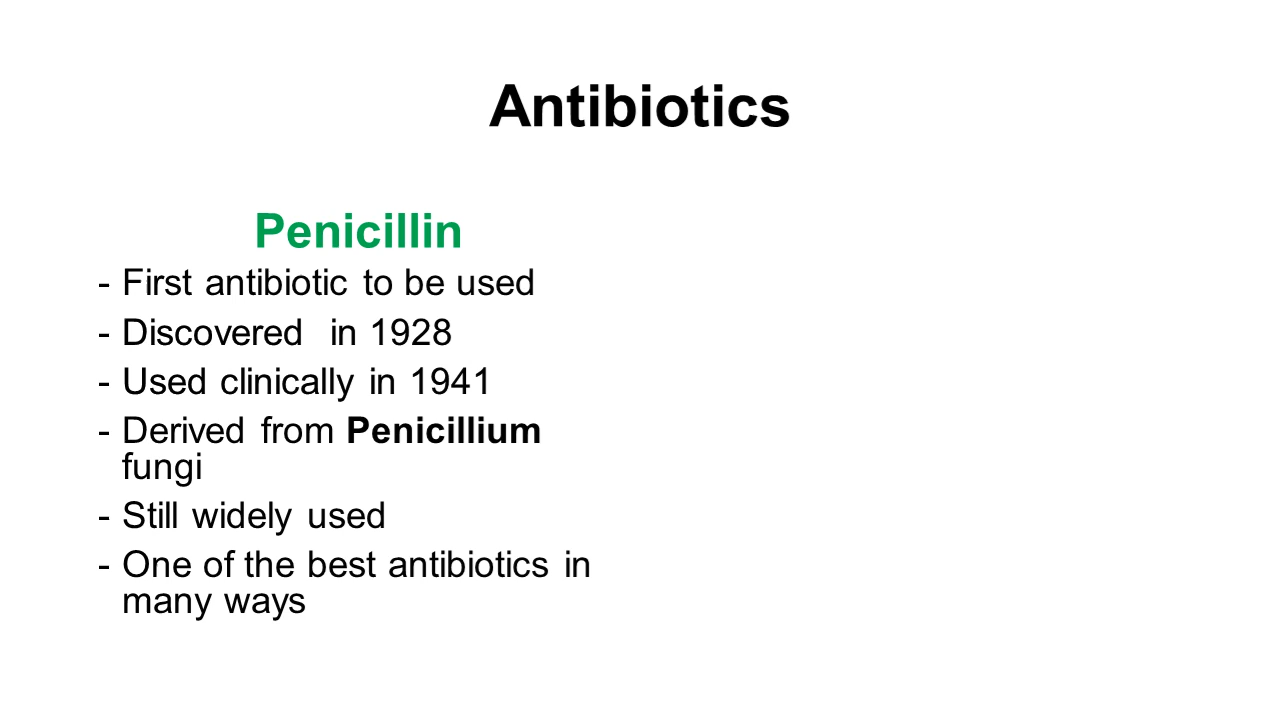 Antibiotics
Penicillin
- First antibiotic to be used
- Discovered  in 1928
- Used clinically in 1941
- Derived from Penicillium
fungi
- Still widely used
- One of the best antibiotics in
many ways